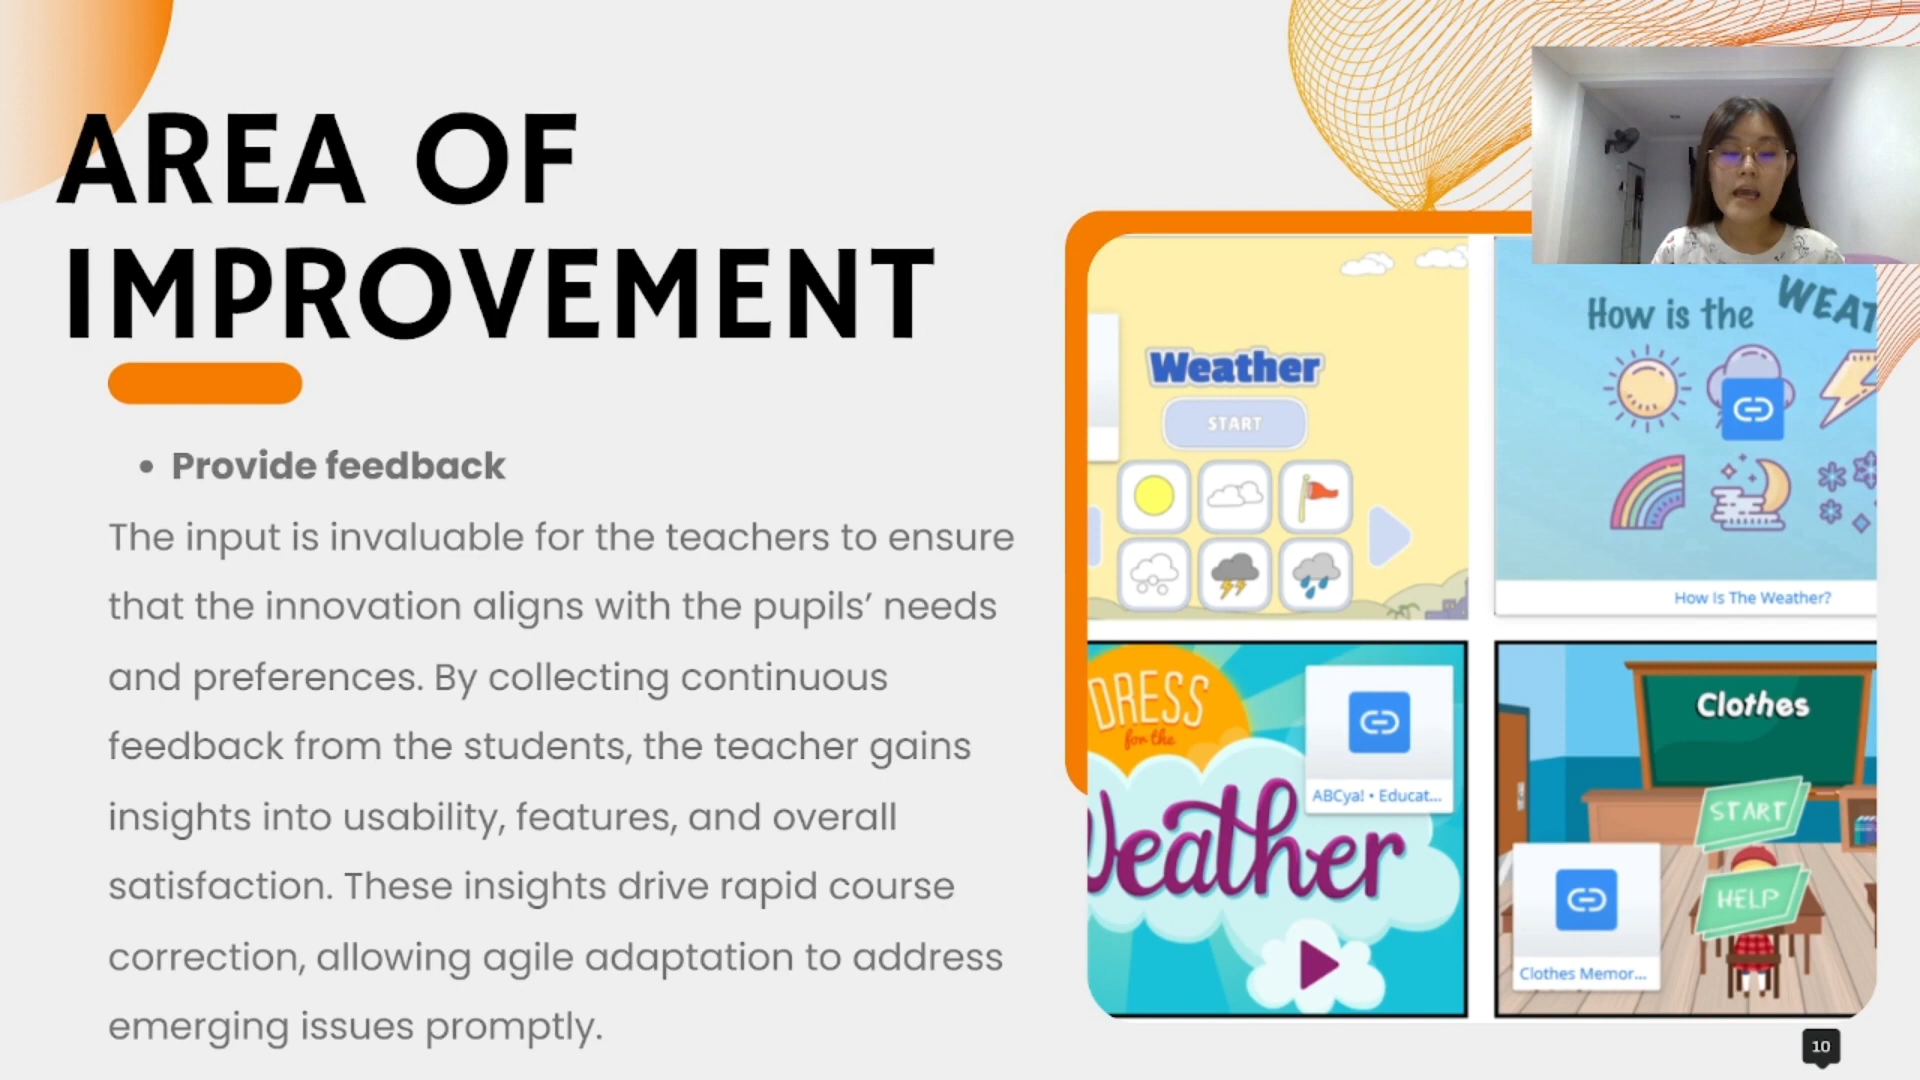 AREA OF
IMPROVEMENT
• Provide feedback
The input is invaluable for the teachers to ensure
that the innovation aligns with the pupils’ needs
and preferences. By collecting continuous
feedback from the students, the teacher gains
insights into usability, features, and overall
satisfaction. These insights drive rapid course
correction, allowing agile adaptation to address
emerging issues promptly.
Weather
START
How is the WEAT
How Is The Weather?
DRESS
for the
Weather
ABCya! • Educat...
Clothes
START
HELP
Clothes Memor...
10